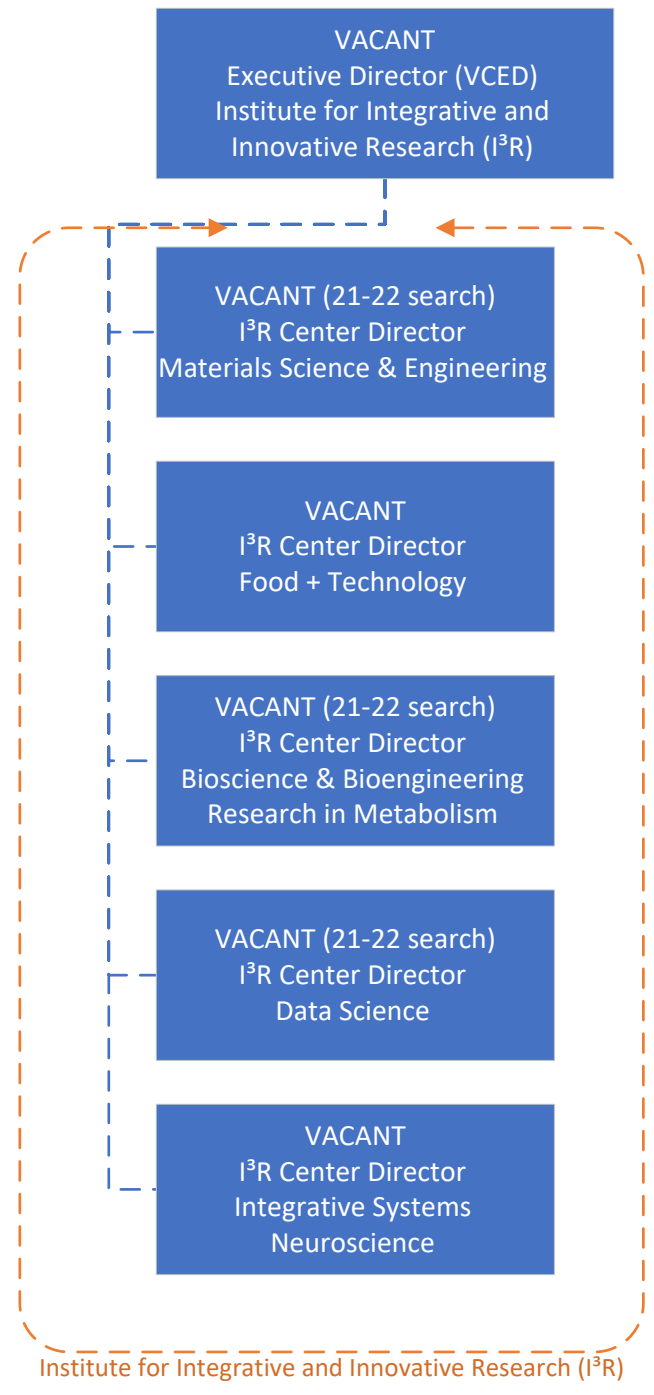 VACANT
Executive Director (VCED)
Institute for Integrative and
Innovative Research (I³R)
VACANT (21-22 search)
I³R Center Director
Materials Science & Engineering
VACANT
I³R Center Director
Food + Technology
VACANT (21-22 search)
I³R Center Director
Bioscience & Bioengineering
Research in Metabolism
VACANT (21-22 search)
I³R Center Director
Data Science
VACANT
I³R Center Director
Integrative Systems
Neuroscience
Institute for Integrative and Innovative Research (I³R)